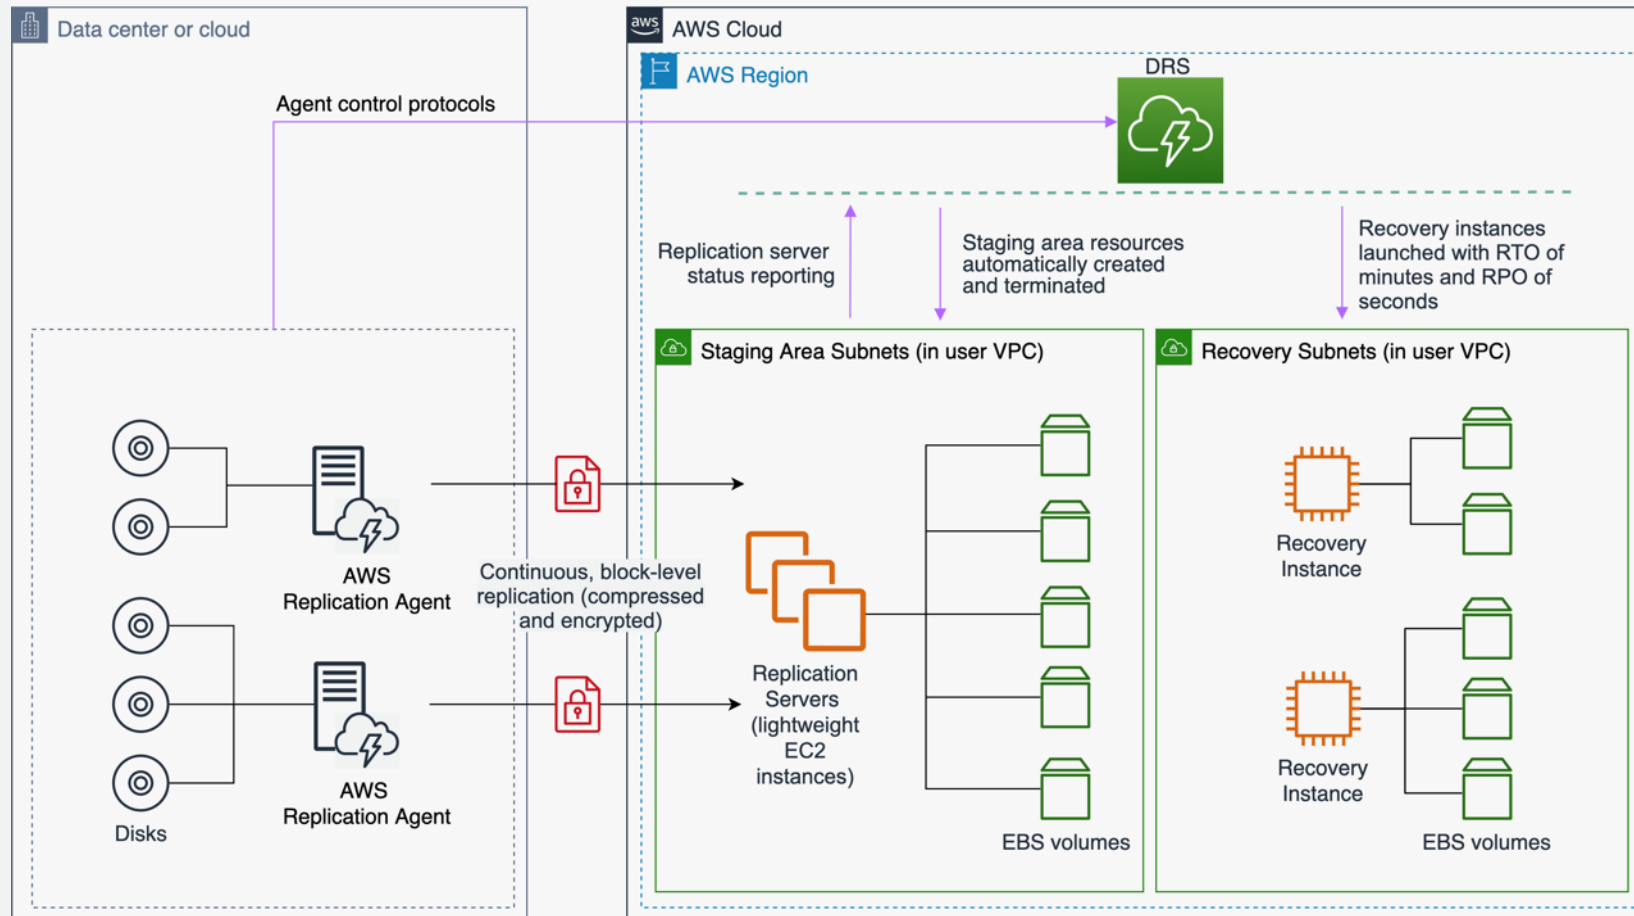 Data center or cloud
aws
AWS Cloud
AWS Region
DRS
Agent control protocols
Replication server
status reporting
Staging area resources
automatically created
and terminated
Recovery instances
launched with RTO of
minutes and RPO of
seconds
Staging Area Subnets (in user VPC)
Recovery Subnets (in user VPC)
AWS
Replication Agent
Continuous, block-level
replication (compressed
and encrypted)
AWS
Replication Agent
Disks
Replication
Servers
(lightweight
EC2
instances)
EBS volumes
Recovery
Instance
Recovery
Instance
EBS volumes